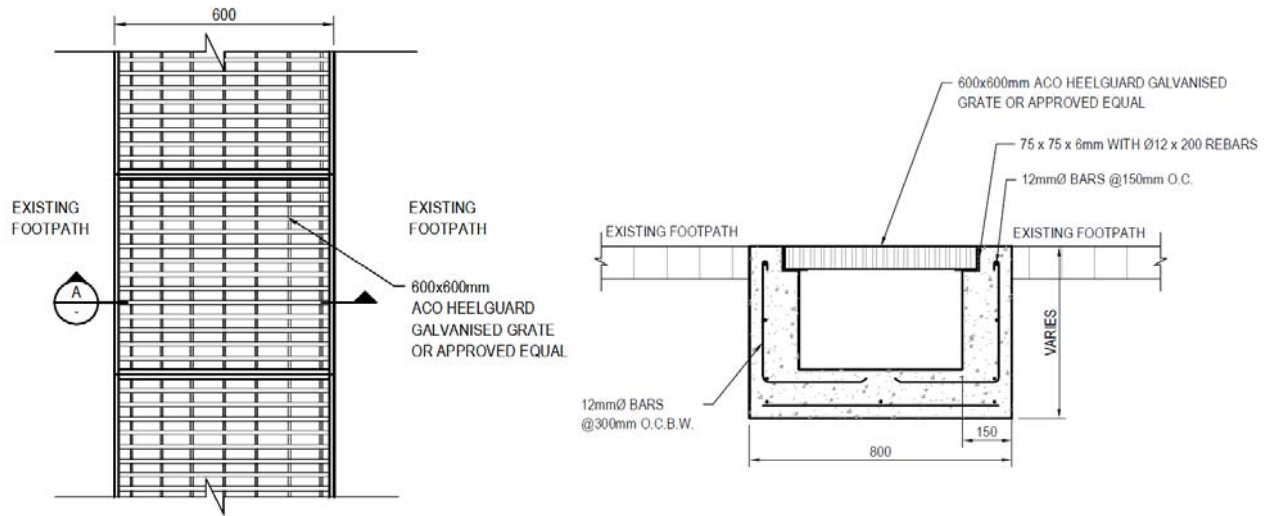 600
EXISTING
FOOTPATH
A
-
EXISTING
FOOTPATH
600x600mm
ACO HEELGUARD
GALVANISED GRATE
OR APPROVED EQUAL
600x600mm ACO HEELGUARD GALVANISED
GRATE OR APPROVED EQUAL
75 x 75 x 6mm WITH Ø12 x 200 REBARS
12mmØ BARS @150mm O.C.
EXISTING FOOTPATH
EXISTING FOOTPATH
VARIES
12mmØ BARS
@300mm O.C.B.W.
150
800